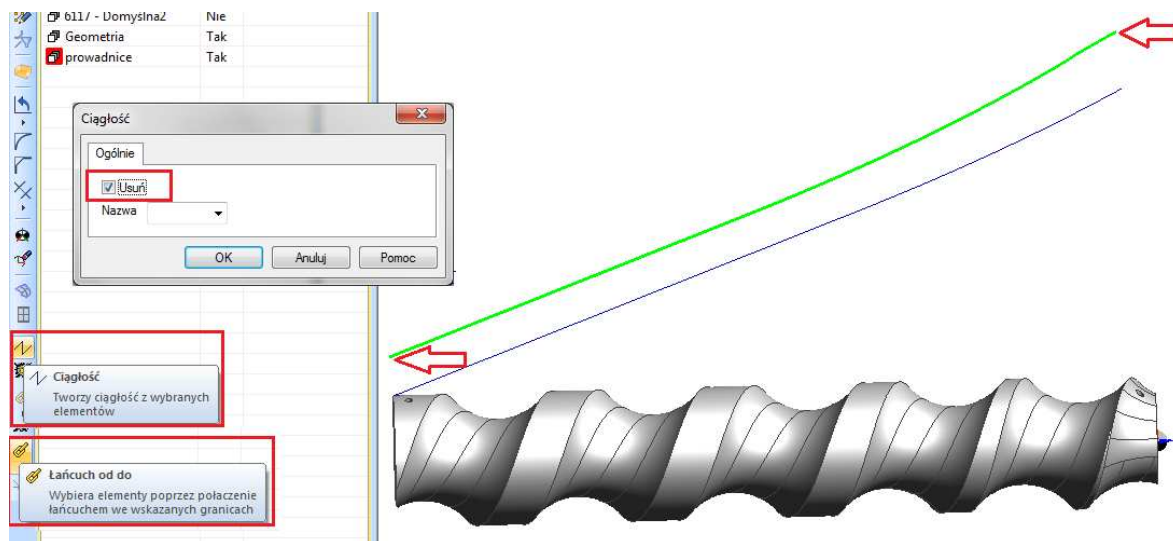 6117 - Domyślna2 Nie
Geometria Tak
prowadnice Tak
Ciągłość
Ogólnie
Usuń
Nazwa
OK Anuluj Pomoc
Ciągłość
Tworzy ciągłość z wybranych
elementów
Łańcuch od do
Wybiera elementy poprzez połaczenie
łańcuchem we wskazanych granicach